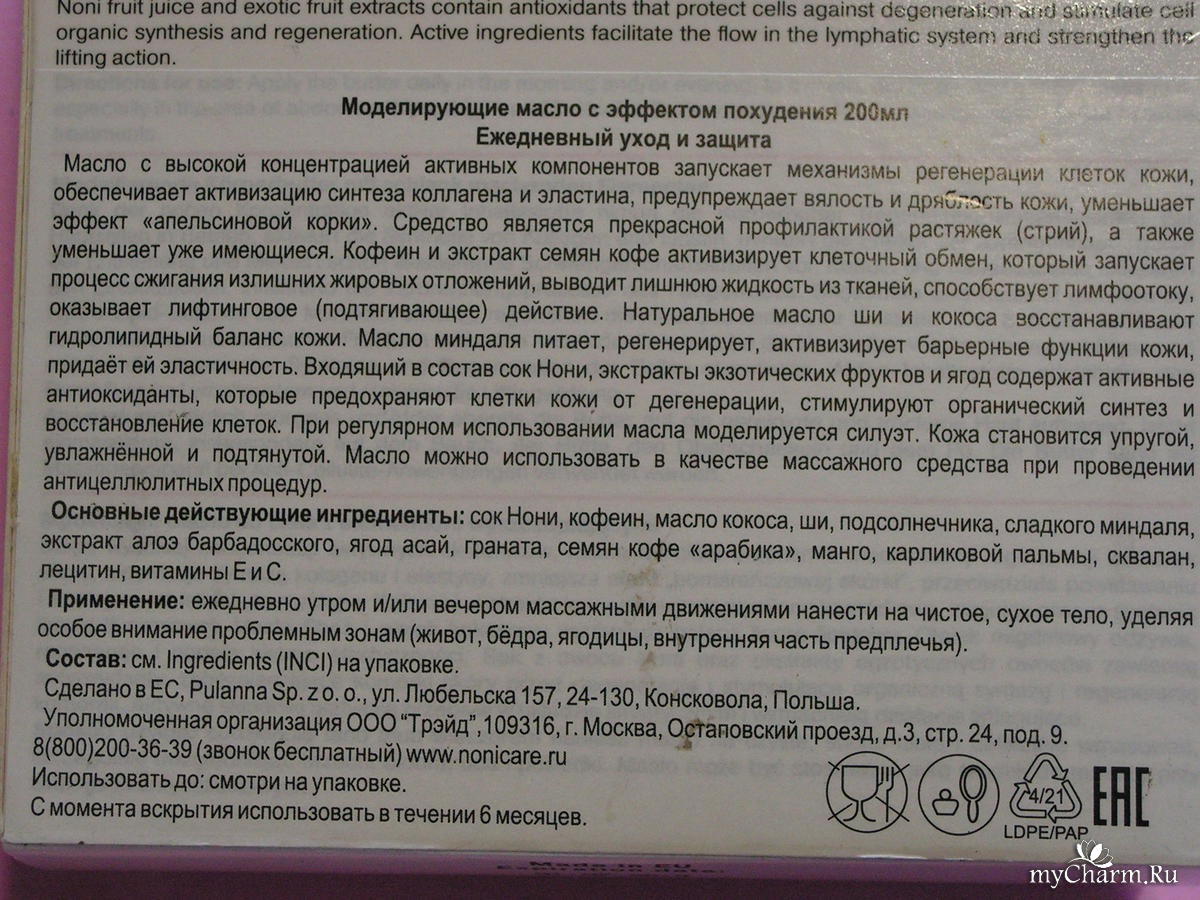 Noni fruit juice and exotic fruit extracts contain antioxidants that protect cells against degeneration and stimulate cell
organic synthesis and regeneration. Active ingredients facilitate the flow in the lymphatic system and strengthen the
lifting action.
Моделирующие масло с эффектом похудения 200мл
Ежедневный уход и защита
Масло с высокой концентрацией активных компонентов запускает механизмы регенерации клеток кожи,
обеспечивает активизацию синтеза коллагена и эластина, предупреждает вялость и дряблость кожи, уменьшает
эффект «апельсиновой корки». Средство является прекрасной профилактикой растяжек (стрий), а также
уменьшает уже имеющиеся. Кофеин и экстракт семян кофе активизирует клеточный обмен, который запускает
процесс сжигания излишних жировых отложений, выводит лишнюю жидкость из тканей, способствует лимфоотоку,
оказывает лифтинговое (подтягивающее) действие. Натуральное масло ши и кокоса восстанавливают
гидролипидный баланс кожи. Масло миндаля питает, регенерирует, активизирует барьерные функции кожи,
придаёт ей эластичность. Входящий в состав сок Нони, экстракты экзотических фруктов и ягод содержат активные
антиоксиданты, которые предохраняют клетки кожи от дегенерации, стимулируют органический синтез и
восстановление клеток. При регулярном использовании масла моделируется силуэт. Кожа становится упругой,
увлажнённой и подтянутой. Масло можно использовать в качестве массажного средства при проведении
антицеллюлитных процедур.
Основные действующие ингредиенты: сок Нони, кофеин, масло кокоса, ши, подсолнечника, сладкого миндаля,
экстракт алоэ барбадосского, ягод асай, граната, семян кофе «арабика», манго, карликовой пальмы, сквалан,
лецитин, витамины Е и С.
Применение: ежедневно утром и/или вечером массажными движениями нанести на чистое, сухое тело, уделяя
особое внимание проблемным зонам (живот, бёдра, ягодицы, внутренняя часть предплечья).
Состав: см. Ingredients (INCI) на упаковке.
Сделано в ЕС, Pulanna Sp. z o. o., ул. Любельска 157, 24-130, Консковола, Польша.
Уполномоченная организация ООО "Трэйд",109316, г. Москва, Остаповский проезд, д.3, стр. 24, под. 9.
8(800)200-36-39 (звонок бесплатный) www.nonicare.ru
Использовать до: смотри на упаковке.
С момента вскрытия использовать в течении 6 месяцев.
4/21
LDPE/PAP
EAC
Made in EU
Expiration date:
myCharm.Ru